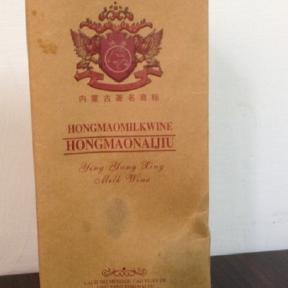 内蒙古著名商标
HONGMAOMILKWINE
HONGMAONAIJIU
Ying Yang Xing
Milk Wine